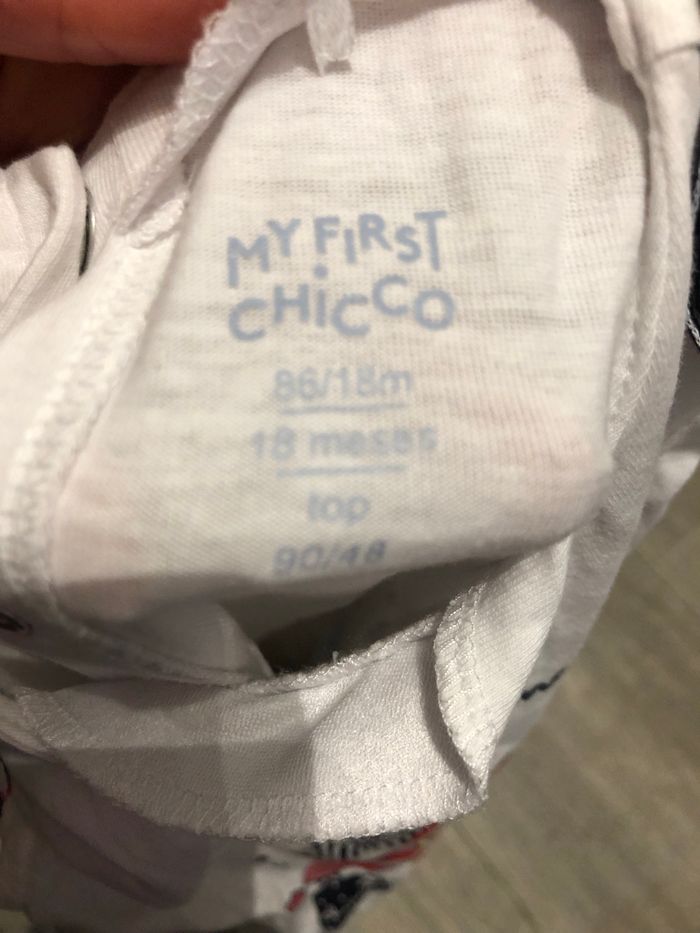 MY FIRST
CHiCCO
86/18m
18 meses
top
90/48